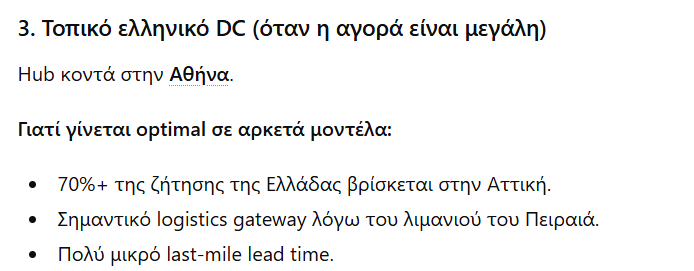 3. Τοπικό ελληνικό DC (όταν η αγορά είναι μεγάλη)
Hub κοντά στην Αθήνα.
Γιατί γίνεται optimal σε αρκετά μοντέλα:
• 70%+ της ζήτησης της Ελλάδας βρίσκεται στην Αττική.
• Σημαντικό logistics gateway λόγω του λιμανιού του Πειραιά.
• Πολύ μικρό last-mile lead time.